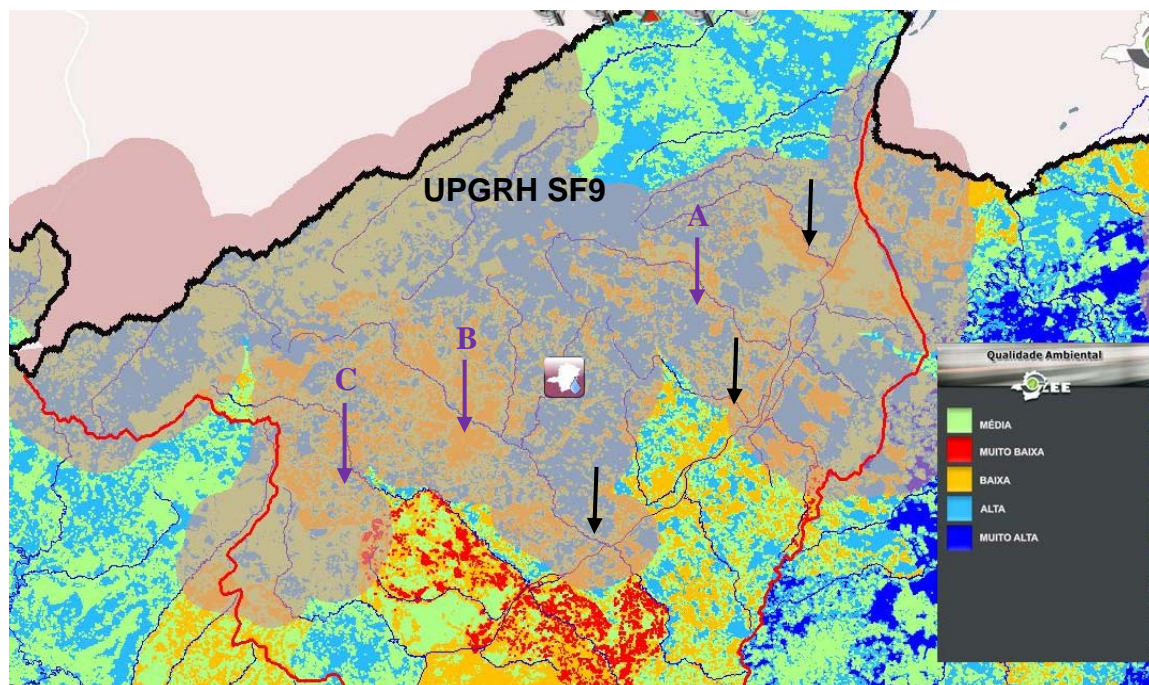 UPGRH SF9
A
B
C
Qualidade Ambiental
ZEE
MÉDIA
MUITO BAIXA
BAIXA
ALTA
MUITO ALTA